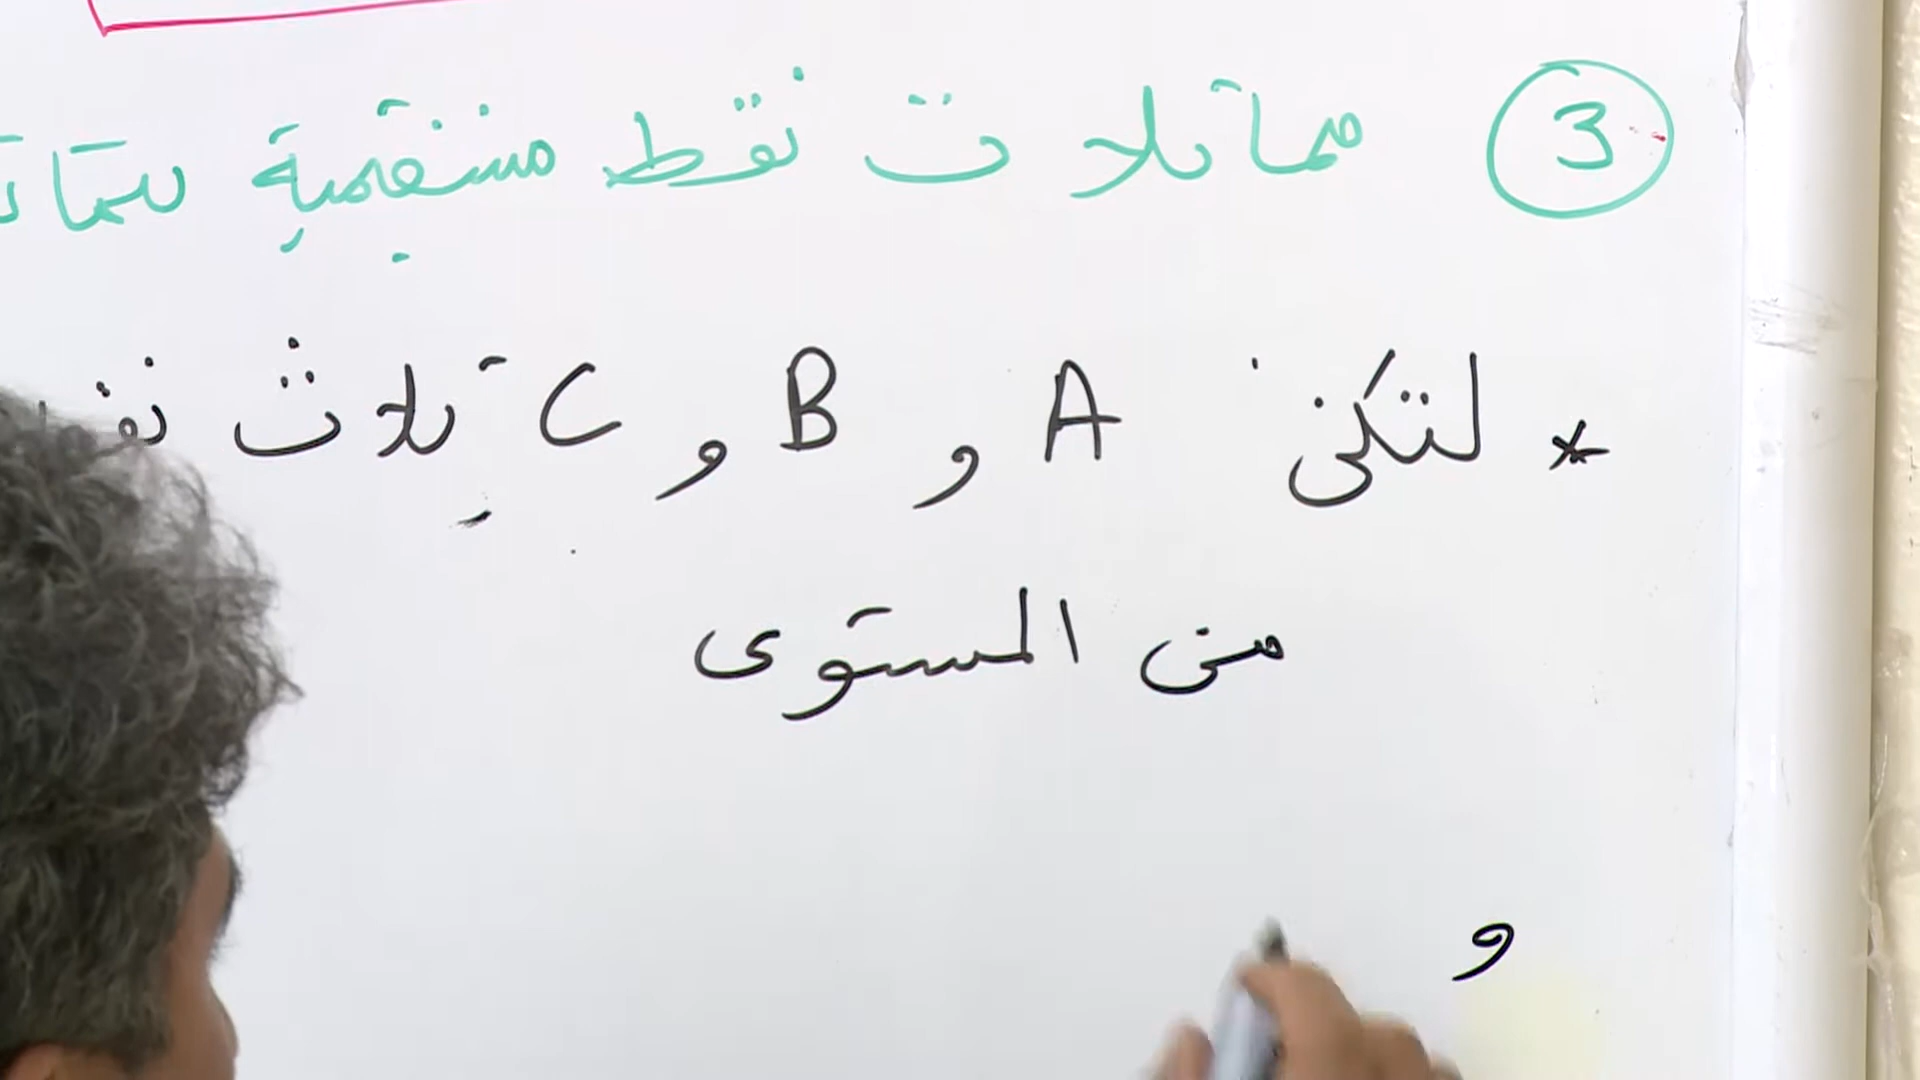 3 مماثلات نقط مستقيمية
* لتكن A و B و C ثلاث
من المستوى
و